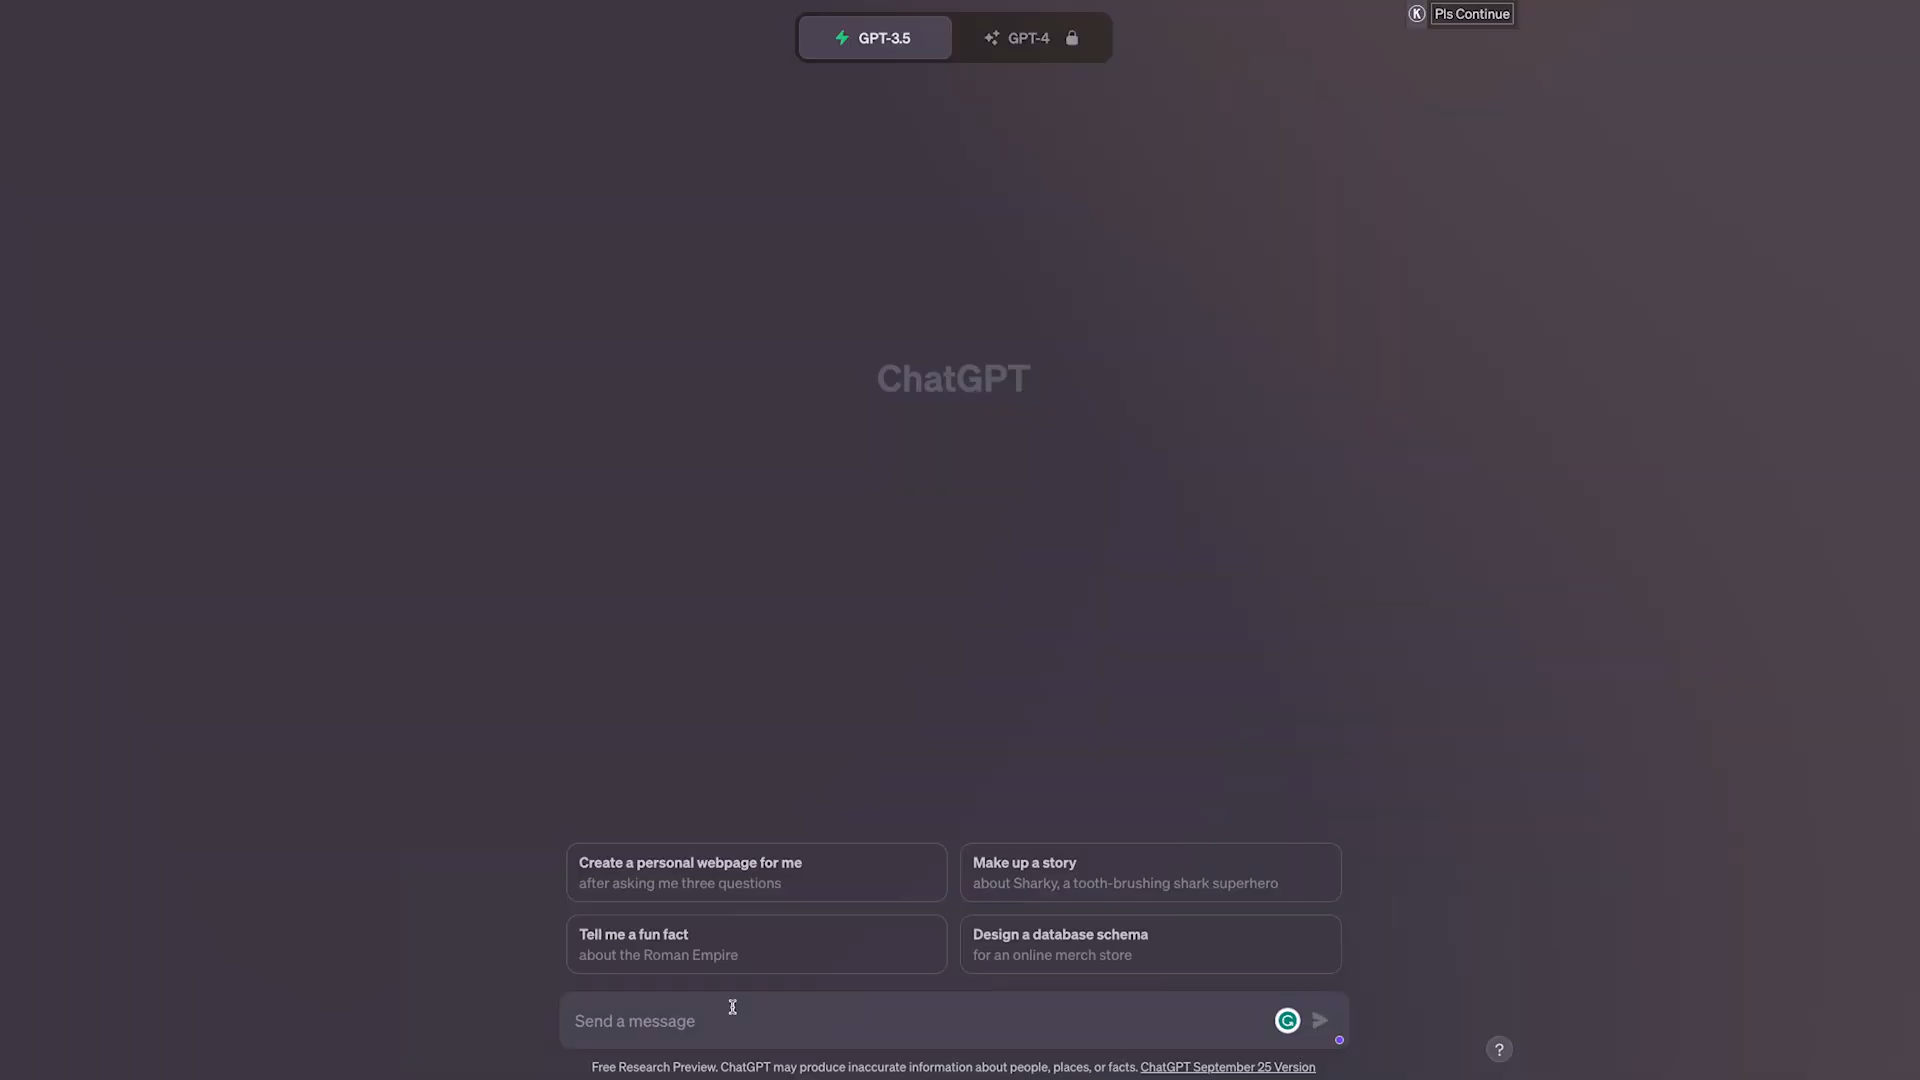 GPT-3.5
GPT-4
K Pls Continue
ChatGPT
Create a personal webpage for me
after asking me three questions
Make up a story
about Sharky, a tooth-brushing shark superhero
Tell me a fun fact
about the Roman Empire
Design a database schema
for an online merch store
Send a message
Free Research Preview. ChatGPT may produce inaccurate information about people, places, or facts. ChatGPT September 25 Version
?